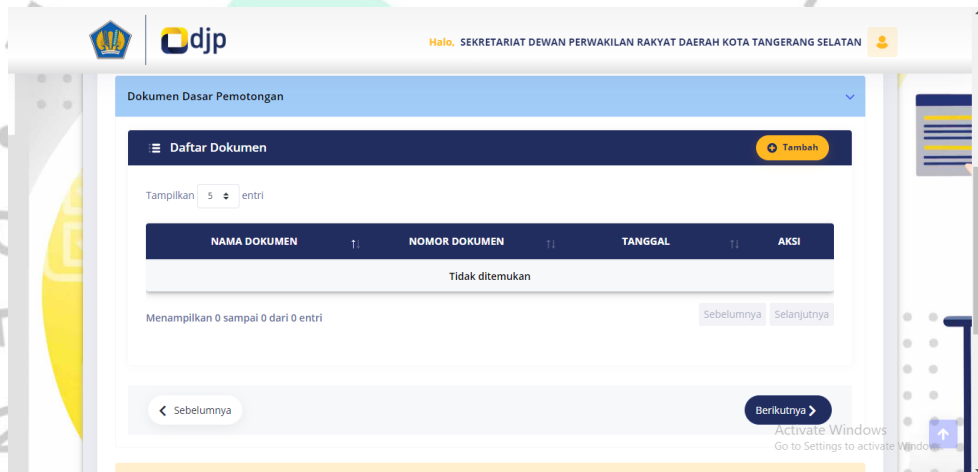 djp
Halo, SEKRETARIAT DEWAN PERWAKILAN RAKYAT DAERAH KOTA TANGERANG SELATAN
Dokumen Dasar Pemotongan
Daftar Dokumen
Tambah
Tampilkan 5 entri
NAMA DOKUMEN NOMOR DOKUMEN TANGGAL AKSI
Tidak ditemukan
Menampilkan 0 sampai 0 dari 0 entri
Sebelumnya Selanjutnya
Sebelumnya
Berikutnya
Activate Windows
Go to Settings to activate Windows.